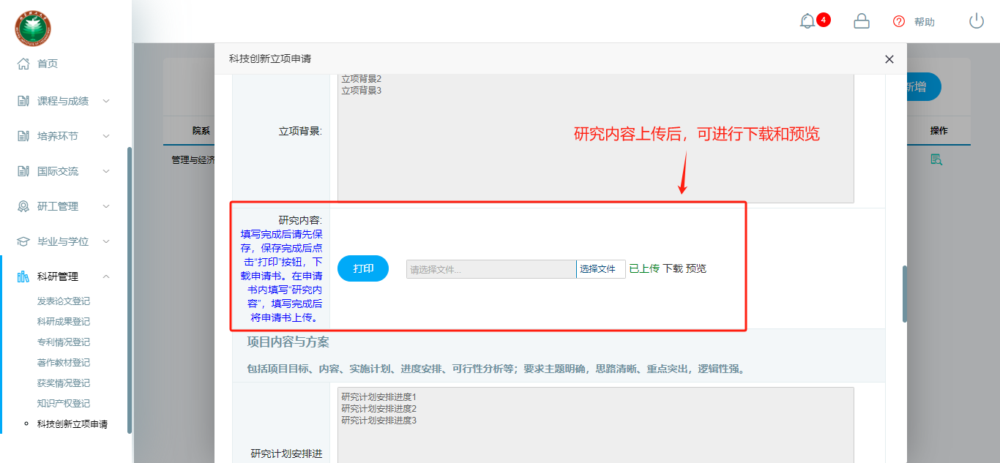 4
帮助
首页
课程与成绩
培养环节
国际交流
研工管理
毕业与学位
科研管理
发表论文登记
科研成果登记
专利情况登记
著作教材登记
获奖情况登记
知识产权登记
科技创新立项申请
新增
院系
操作
管理与经济
科技创新立项申请
立项背景2
立项背景3
立项背景:
研究内容上传后，可进行下载和预览
研究内容:
填写完成后请先保
存，保存完成后点
击“打印”按钮，下
载申请书。在申请
书内填写“研究内
容”，填写完成后
将申请书上传。
打印
请选择文件...
选择文件
已上传 下载 预览
项目内容与方案
包括项目目标、内容、实施计划、进度安排、可行性分析等；要求主题明确，思路清晰、重点突出，逻辑性强。
研究计划安排进度1
研究计划安排进度2
研究计划安排进度3
研究计划安排进